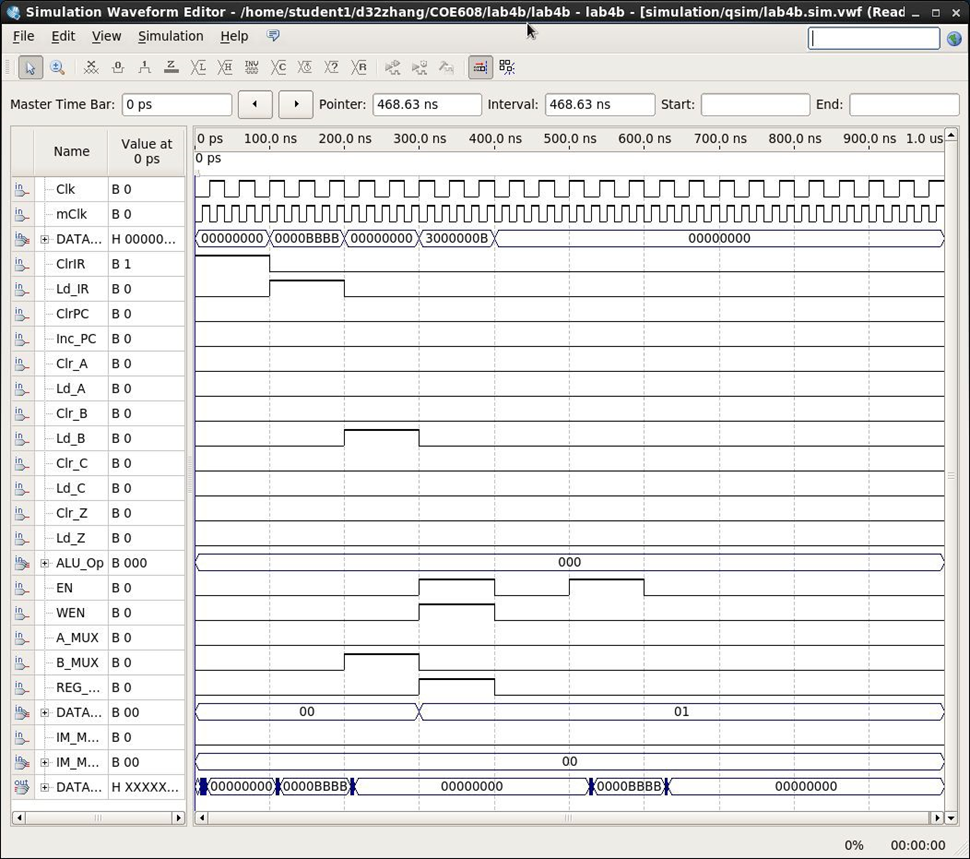 Simulation Waveform Editor - /home/student1/d32zhang/COE608/lab4b/lab4b - lab4b - [simulation/qsim/lab4b.sim.vwf (Read
File Edit View Simulation Help
Master Time Bar: 0 ps Pointer: 468.63 ns Interval: 468.63 ns Start: End:
Name Value at 0 ps 0 ps 100.0 ns 200.0 ns 300.0 ns 400.0 ns 500.0 ns 600.0 ns 700.0 ns 800.0 ns 900.0 ns 1.0 us
0 ps
Clk B 0
mClk B 0
DATA... H 00000... 00000000 0000BBBB 00000000 3000000B 00000000
ClrIR B 1
Ld_IR B 0
ClrPC B 0
Inc_PC B 0
Clr_A B 0
Ld_A B 0
Clr_B B 0
Ld_B B 0
Clr_C B 0
Ld_C B 0
Clr_Z B 0
Ld_Z B 0
ALU_Op B 000 000
EN B 0
WEN B 0
A_MUX B 0
B_MUX B 0
REG_... B 0
DATA... B 00 00 01
IM_M... B 0
IM_M... B 00 00
DATA... H XXXXX... 00000000 0000BBBB 00000000 0000BBBB 00000000
0% 00:00:00